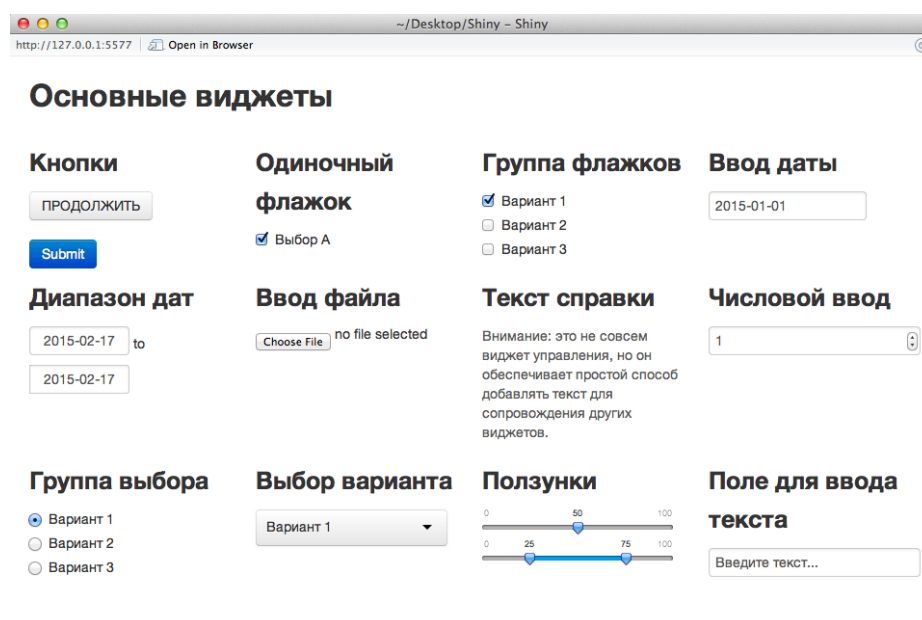 ~/Desktop/Shiny – Shiny
http://127.0.0.1:5577 Open in Browser
Основные виджеты
Кнопки
ПРОДОЛЖИТЬ
Submit
Одиночный
флажок
Выбор A
Группа флажков
Вариант 1
Вариант 2
Вариант 3
Ввод даты
2015-01-01
Диапазон дат
2015-02-17 to
2015-02-17
Ввод файла
Choose File no file selected
Текст справки
Внимание: это не совсем
виджет управления, но он
обеспечивает простой способ
добавлять текст для
сопровождения других
виджетов.
Числовой ввод
1
Группа выбора
Вариант 1
Вариант 2
Вариант 3
Выбор варианта
Вариант 1
Ползунки
0 50 100
0 25 75 100
Поле для ввода
текста
Введите текст...